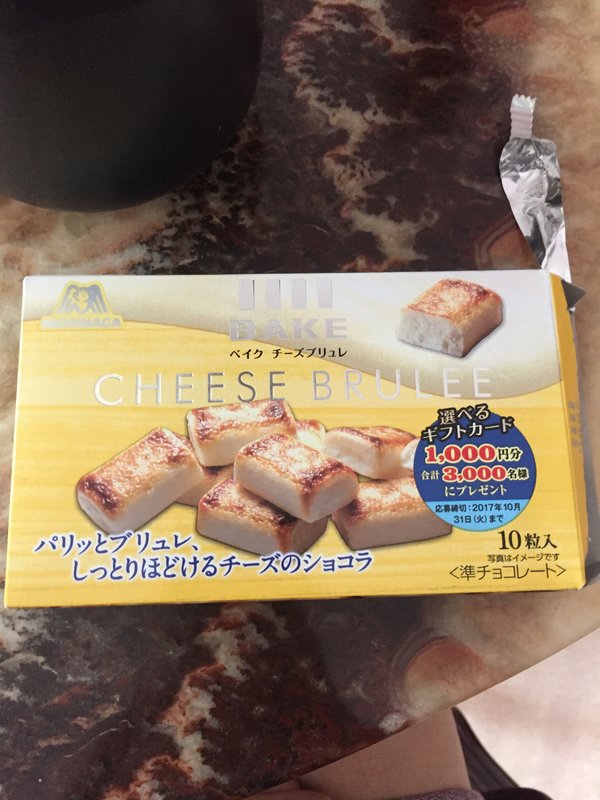 MORINAGA
BAKE
ベイク チーズブリュレ
CHEESE BRULEE
選べる
ギフトカード
1,000円分
合計3,000名様
にプレゼント
応募締切:2017年10月
31日(火)まで
パリッとブリュレ、
しっとりほどけるチーズのショコラ
10粒入
写真はイメージです
<準チョコレート>